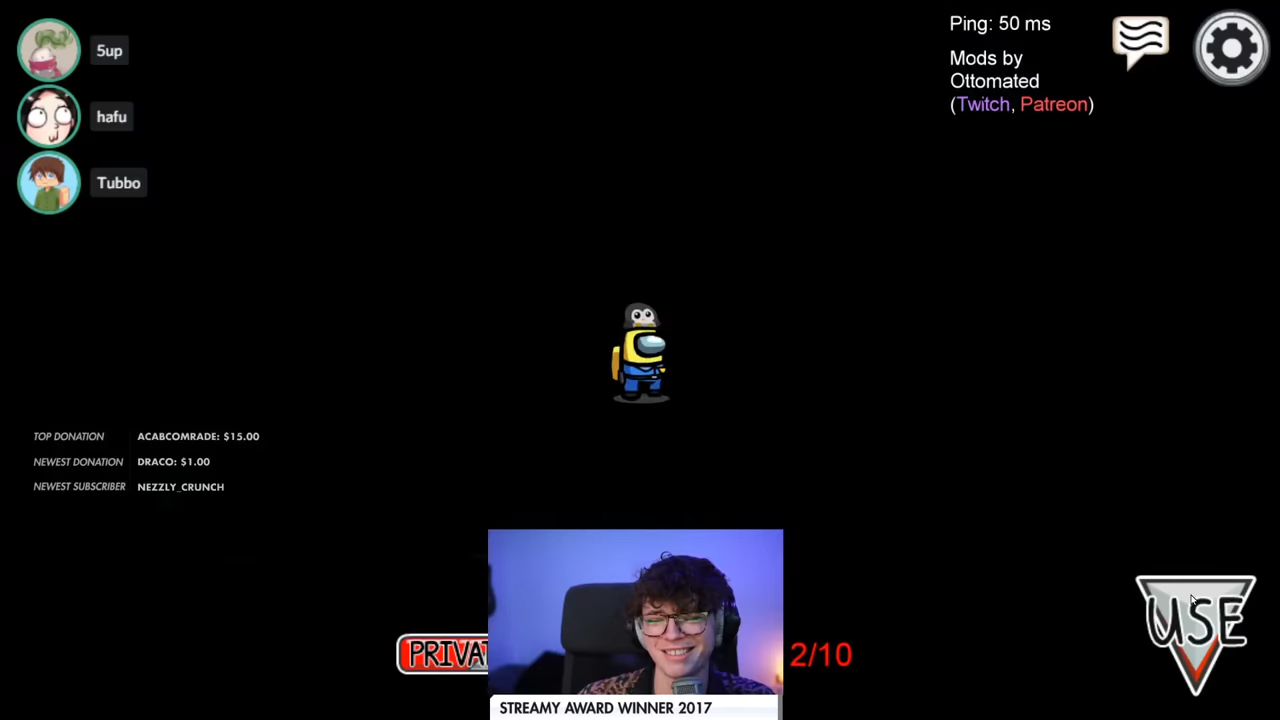 5up
hafu
Tubbo
Ping: 50 ms
Mods by
Ottomated
(Twitch, Patreon)
TOP DONATION ACABCOMRADE: $15.00
NEWEST DONATION DRACO: $1.00
NEWEST SUBSCRIBER NEZZLY_CRUNCH
USE
2/10
STREAMY AWARD WINNER 2017